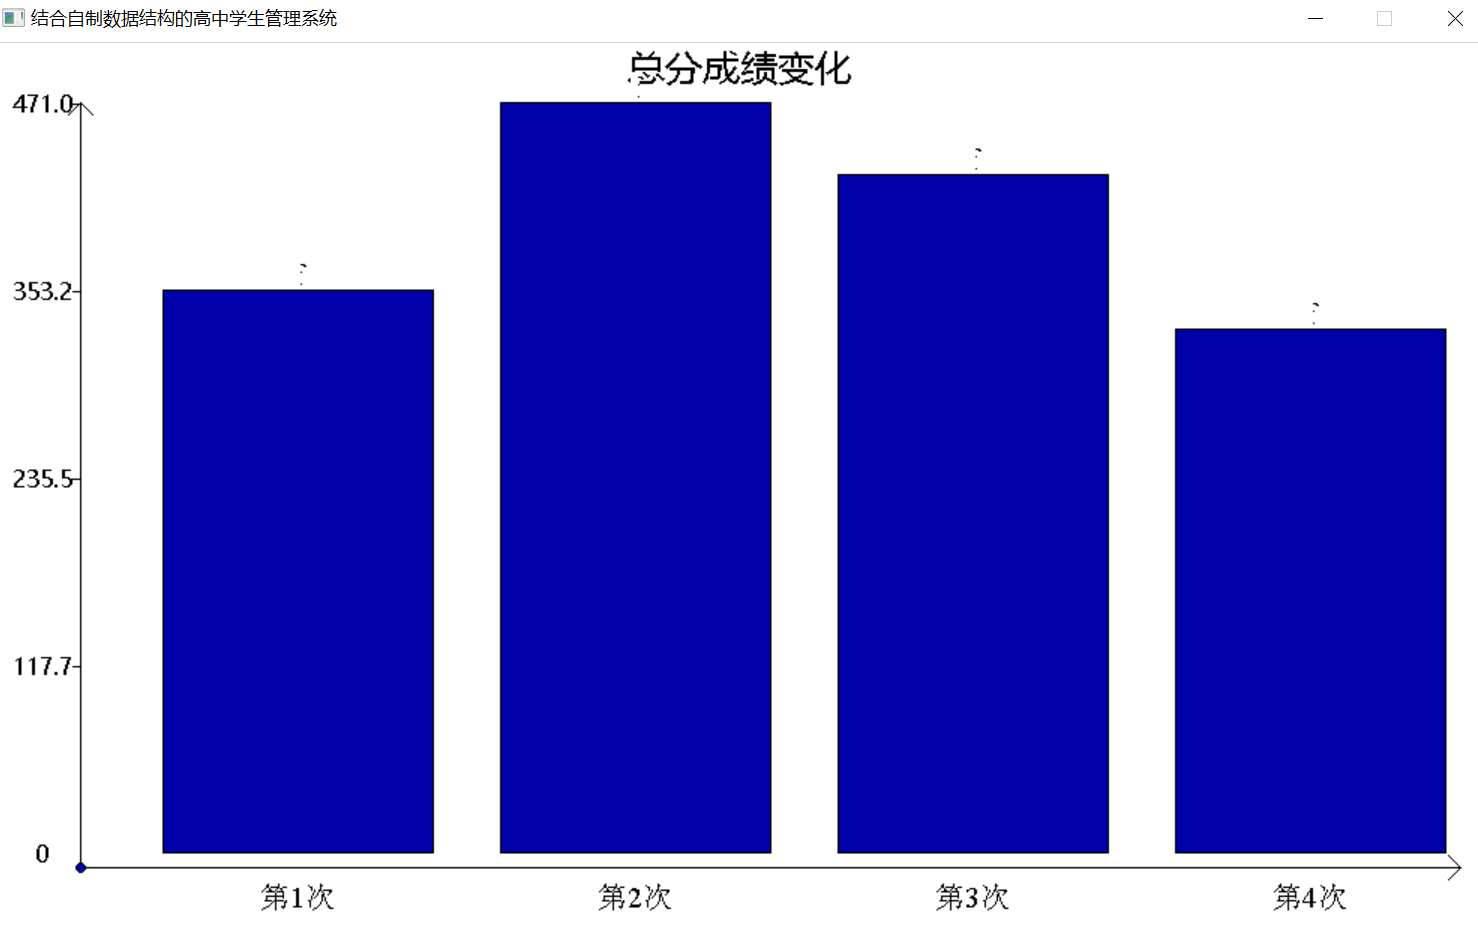 结合自制数据结构的高中学生管理系统
总分成绩变化
471.0
353.2
235.5
117.7
0
第1次 第2次 第3次 第4次